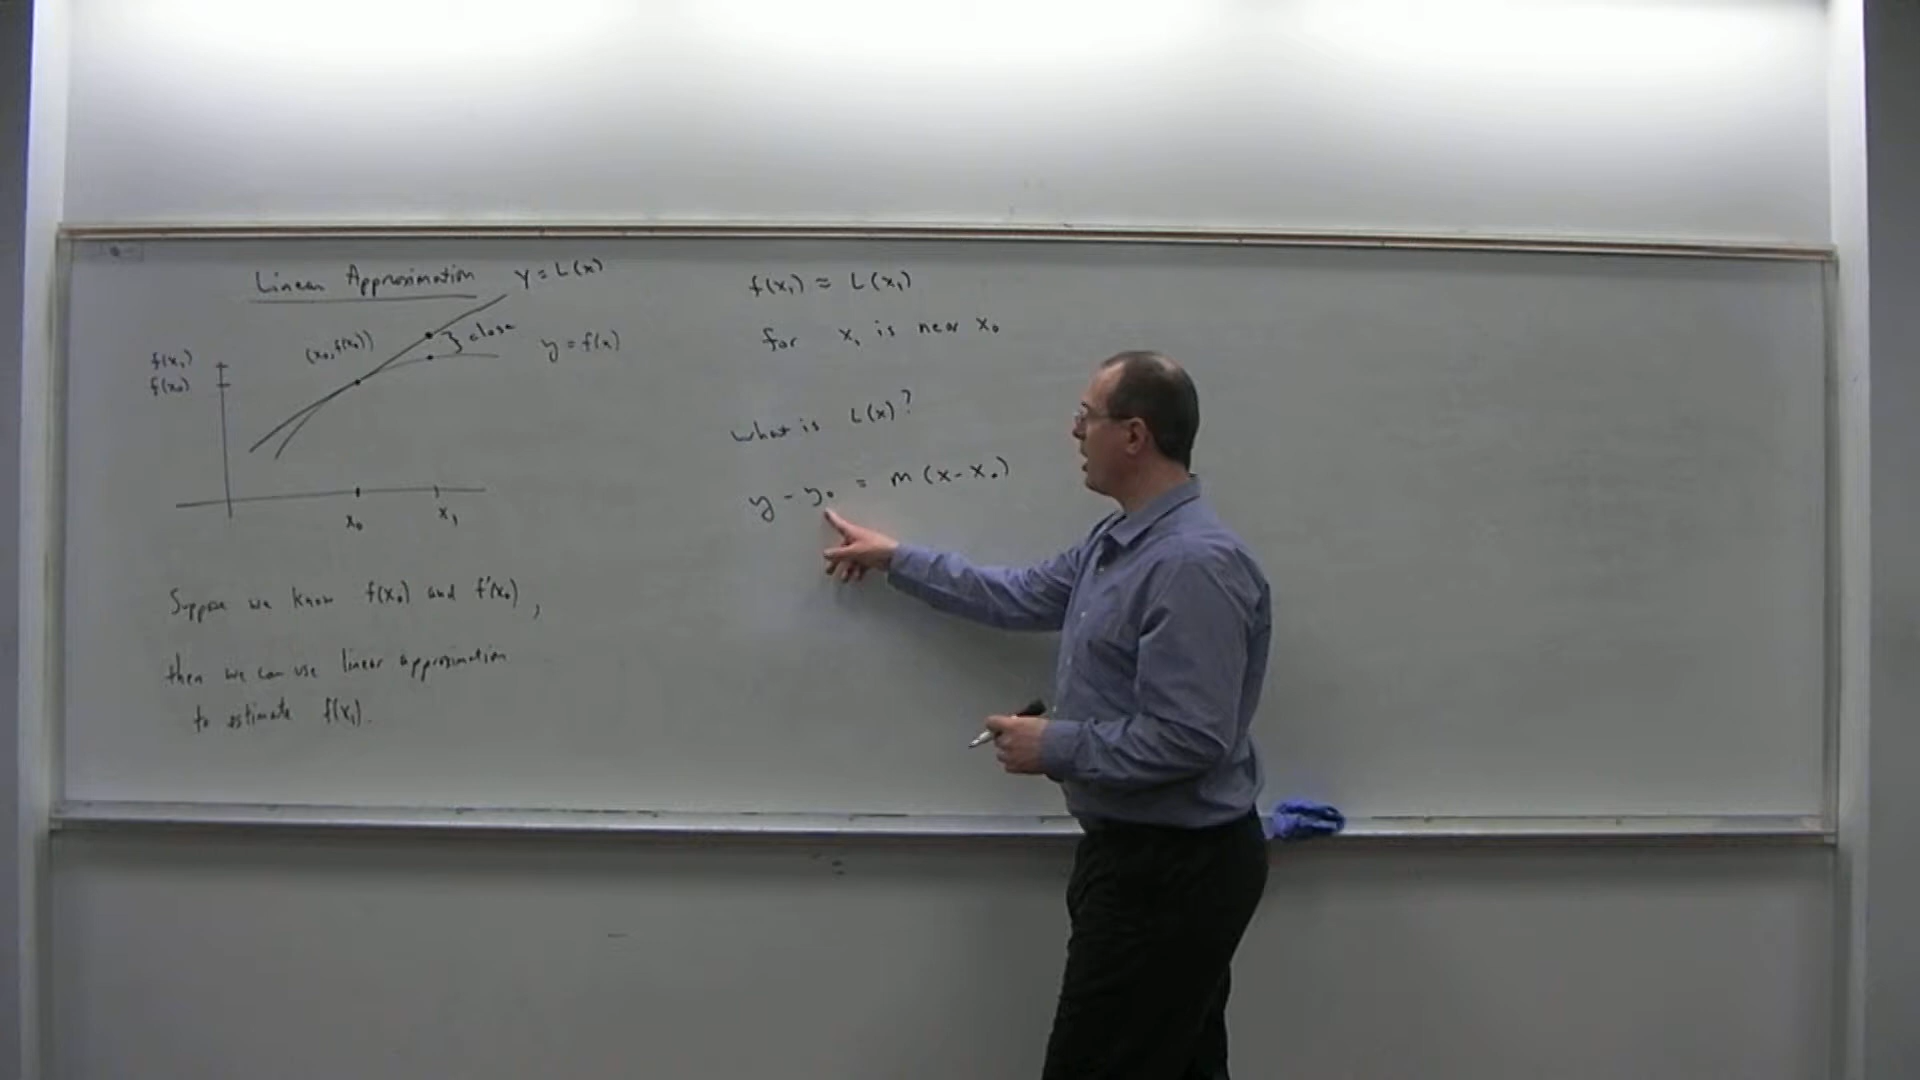 Linear Approximation
y = L(x)
(x₀, f(x₀))
} close
y = f(x)
f(x₁)
f(x₀)
x₀
x₁
Suppose we know f(x₀) and f'(x₀),
then we can use linear approximation
to estimate f(x₁).
f(x₁) ≈ L(x₁)
for x₁ is near x₀
What is L(x)?
y - y₀ = m(x - x₀)